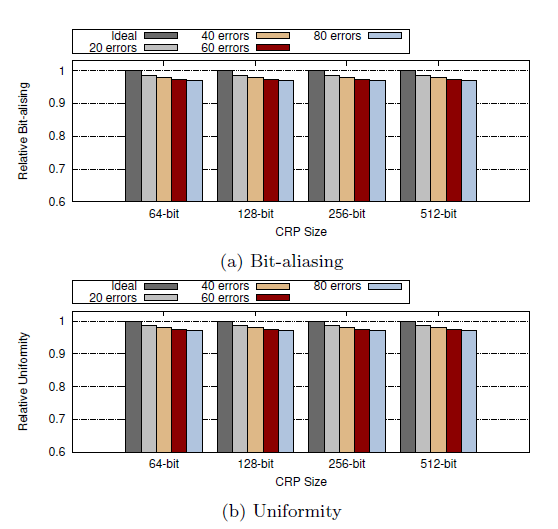 Ideal 40 errors 80 errors
20 errors 60 errors
Relative Bit-alising
1
0.9
0.8
0.7
0.6
64-bit 128-bit 256-bit 512-bit
CRP Size
(a) Bit-aliasing
Ideal 40 errors 80 errors
20 errors 60 errors
Relative Uniformity
1
0.9
0.8
0.7
0.6
64-bit 128-bit 256-bit 512-bit
CRP Size
(b) Uniformity